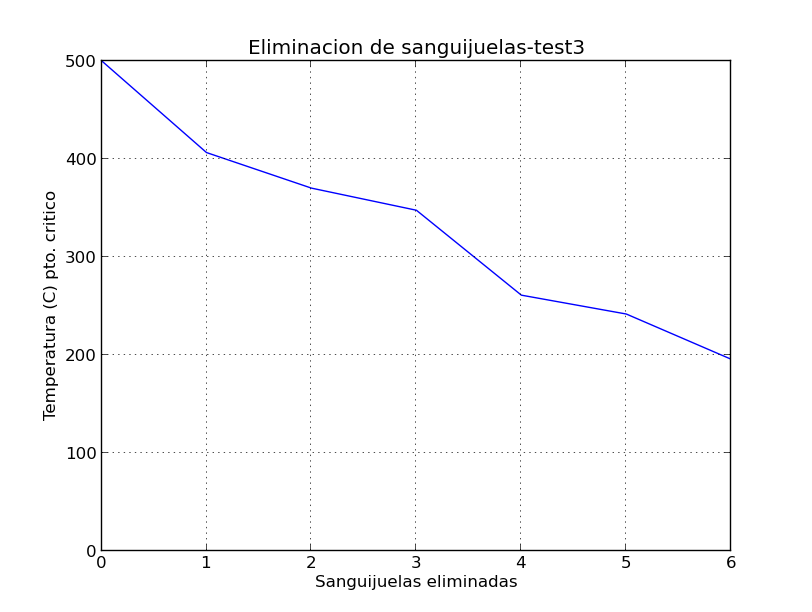 Eliminacion de sanguijuelas-test3
500
400
300
200
100
0
Temperatura (C) pto. critico
0 1 2 3 4 5 6
Sanguijuelas eliminadas